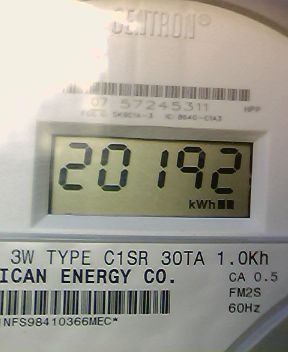 CENTRON®
07 57245311 HPP
20192
kWh
3W TYPE C1SR 30TA 1.0Kh
ICAN ENERGY CO. CA 0.5
FM2S
60Hz
NFS98410366MEC*